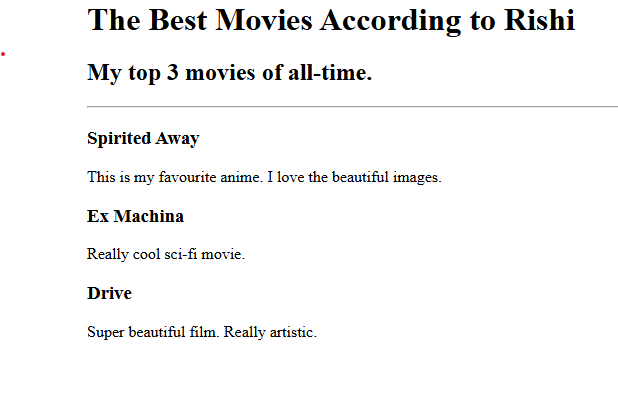 The Best Movies According to Rishi
My top 3 movies of all-time.
Spirited Away
This is my favourite anime. I love the beautiful images.
Ex Machina
Really cool sci-fi movie.
Drive
Super beautiful film. Really artistic.